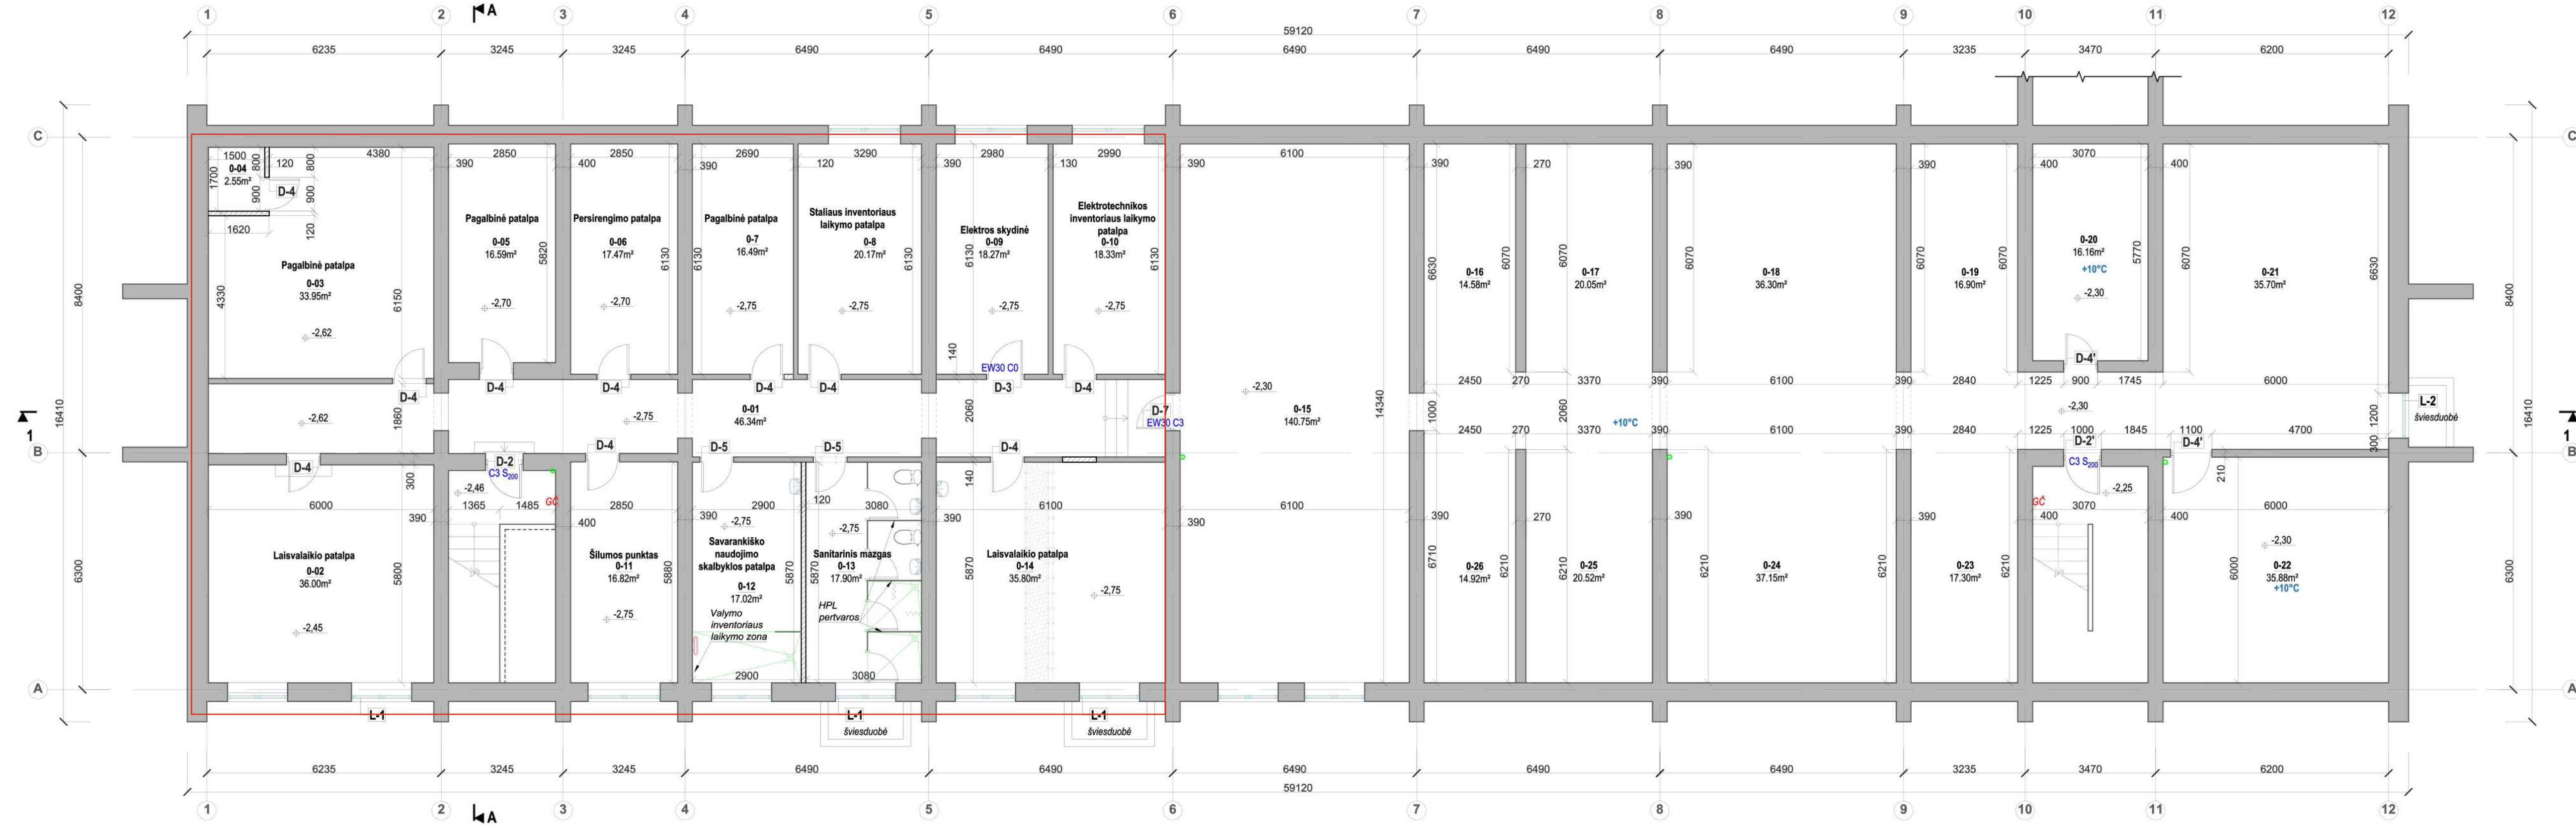 1 2 3 4 5 6 7 8 9 10 11 12
A
59120
6235 3245 3245 6490 6490 6490 6490 6490 3235 3470 6200
C C
1500 800 120 800 4380 390 2850 400 2850 390 2690 120 3290 390 2980 130 2990 390 6100 390 270 390 390 400 3070 400
0-04
2.55m²
1700 900 D-4 900
1620 120
Pagalbinė patalpa
0-03
33.95m²
-2,62
4330 6150
Pagalbinė patalpa
0-05
16.59m²
5820
-2,70
Persirengimo patalpa
0-06
17.47m²
6130
-2,70
Pagalbinė patalpa
0-7
16.49m²
6130
-2,75
Staliaus inventoriaus
laikymo patalpa
0-8
20.17m²
6130
-2,75
Elektros skydinė
0-09
18.27m²
6130
-2,75
140
EW30 C0
Elektrotechnikos
inventoriaus laikymo
patalpa
0-10
18.33m²
6130
-2,75
6630
0-16
14.58m²
6070
6070
0-17
20.05m²
6070
0-18
36.30m²
6070
0-19
16.90m²
6070
0-20
16.16m²
+10°C
5770
-2,30
D-4'
6070
0-21
35.70m²
6630
8400 8400
16410 16410
D-4 D-4 D-4 D-4 D-4 D-3 D-4
-2,62
1860
-2,75
0-01
46.34m²
2060
D-7
EW30 C3
-2,30
0-15
140.75m²
14340
1000
2450 270 3370 390 6100 390 2840 1225 900 1745 6000
2060
+10°C
-2,30
1200
L-2
šviesduobė
1 1
B B
2450 270 3370 390 6100 390 2840 1225 1000 1845 1100 4700 300
D-4 D-2 D-4 D-5 D-5 D-4 D-2' D-4'
C3 S200
C3 S200
300
-2,46
GČ
140
120
-2,25
GČ
210
6000 390 1365 1485 400 2850 390 2900 3080 390 6100 390 6100 390 270 390 390 400 3070 400 6000
Laisvalaikio patalpa
0-02
36.00m²
5800
-2,45
Šilumos punktas
0-11
16.82m²
5880
-2,75
-2,75
Savarankiško
naudojimo
skalbyklos patalpa
0-12
17.02m²
5870
Valymo
inventoriaus
laikymo zona
2900
-2,75
Sanitarinis mazgas
0-13
17.90m²
5870
HPL
pertvaros
3080
5870
Laisvalaikio patalpa
0-14
35.80m²
-2,75
6710
0-26
14.92m²
6210
6210
0-25
20.52m²
6210
0-24
37.15m²
6210
0-23
17.30m²
6210
-2,30
6000
0-22
35.88m²
+10°C
6300 6300
A A
L-1 L-1 L-1
šviesduobė šviesduobė
6235 3245 3245 6490 6490 6490 6490 6490 3235 3470 6200
59120
1 2 3 4 5 6 7 8 9 10 11 12
A